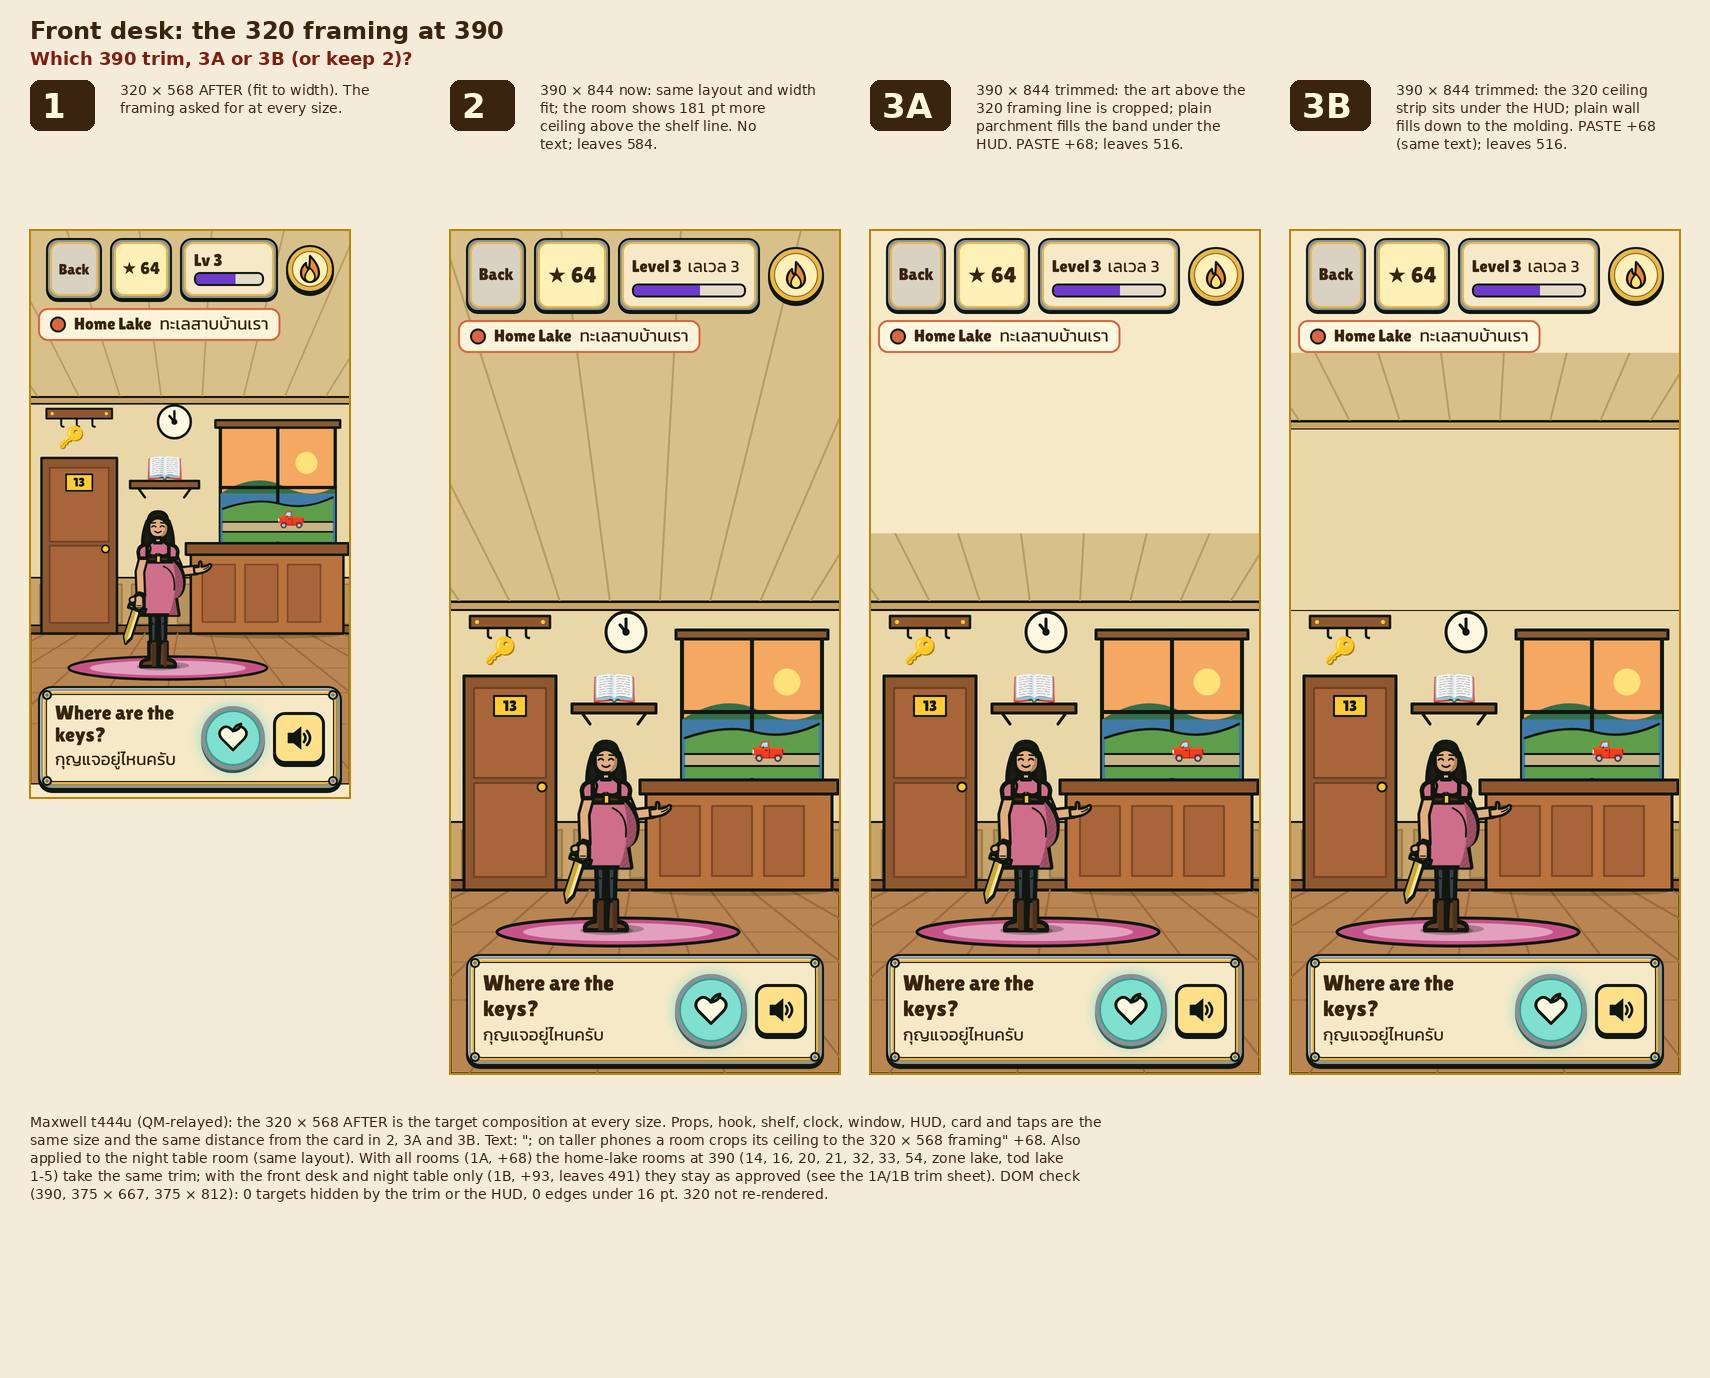 Front desk: the 320 framing at 390
Which 390 trim, 3A or 3B (or keep 2)?
1
320 × 568 AFTER (fit to width). The
framing asked for at every size.
2
390 × 844 now: same layout and width
fit; the room shows 181 pt more
ceiling above the shelf line. No
text; leaves 584.
3A
390 × 844 trimmed: the art above the
320 framing line is cropped; plain
parchment fills the band under the
HUD. PASTE +68; leaves 516.
3B
390 × 844 trimmed: the 320 ceiling
strip sits under the HUD; plain wall
fills down to the molding. PASTE +68
(same text); leaves 516.
Back
★ 64
Lv 3
Home Lake ทะเลสาบบ้านเรา
13
Where are the
keys?
กุญแจอยู่ไหนครับ
Back
★ 64
Level 3 เลเวล 3
Home Lake ทะเลสาบบ้านเรา
13
Where are the
keys?
กุญแจอยู่ไหนครับ
Back
★ 64
Level 3 เลเวล 3
Home Lake ทะเลสาบบ้านเรา
13
Where are the
keys?
กุญแจอยู่ไหนครับ
Back
★ 64
Level 3 เลเวล 3
Home Lake ทะเลสาบบ้านเรา
13
Where are the
keys?
กุญแจอยู่ไหนครับ
Maxwell t444u (QM-relayed): the 320 × 568 AFTER is the target composition at every size. Props, hook, shelf, clock, window, HUD, card and taps are the
same size and the same distance from the card in 2, 3A and 3B. Text: "; on taller phones a room crops its ceiling to the 320 × 568 framing" +68. Also
applied to the night table room (same layout). With all rooms (1A, +68) the home-lake rooms at 390 (14, 16, 20, 21, 32, 33, 54, zone lake, tod lake
1-5) take the same trim; with the front desk and night table only (1B, +93, leaves 491) they stay as approved (see the 1A/1B trim sheet). DOM check
(390, 375 × 667, 375 × 812): 0 targets hidden by the trim or the HUD, 0 edges under 16 pt. 320 not re-rendered.